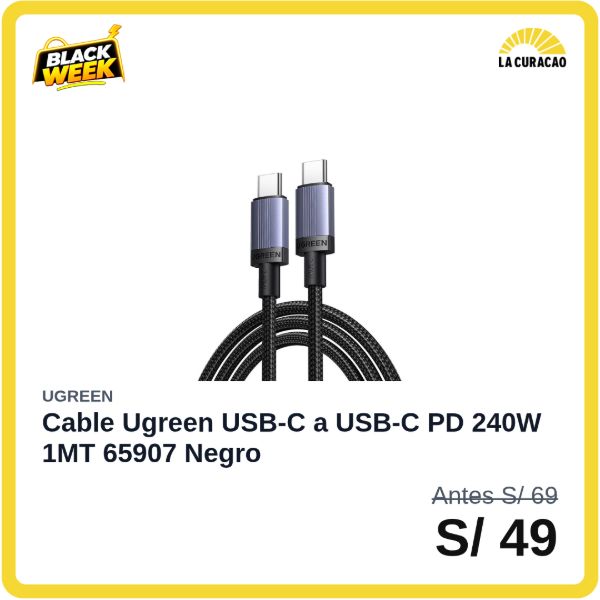 BLACK
WEEK
LA CURACAO
UGREEN
UGREEN
UGREEN
Cable Ugreen USB-C a USB-C PD 240W
1MT 65907 Negro
Antes S/ 69
S/ 49